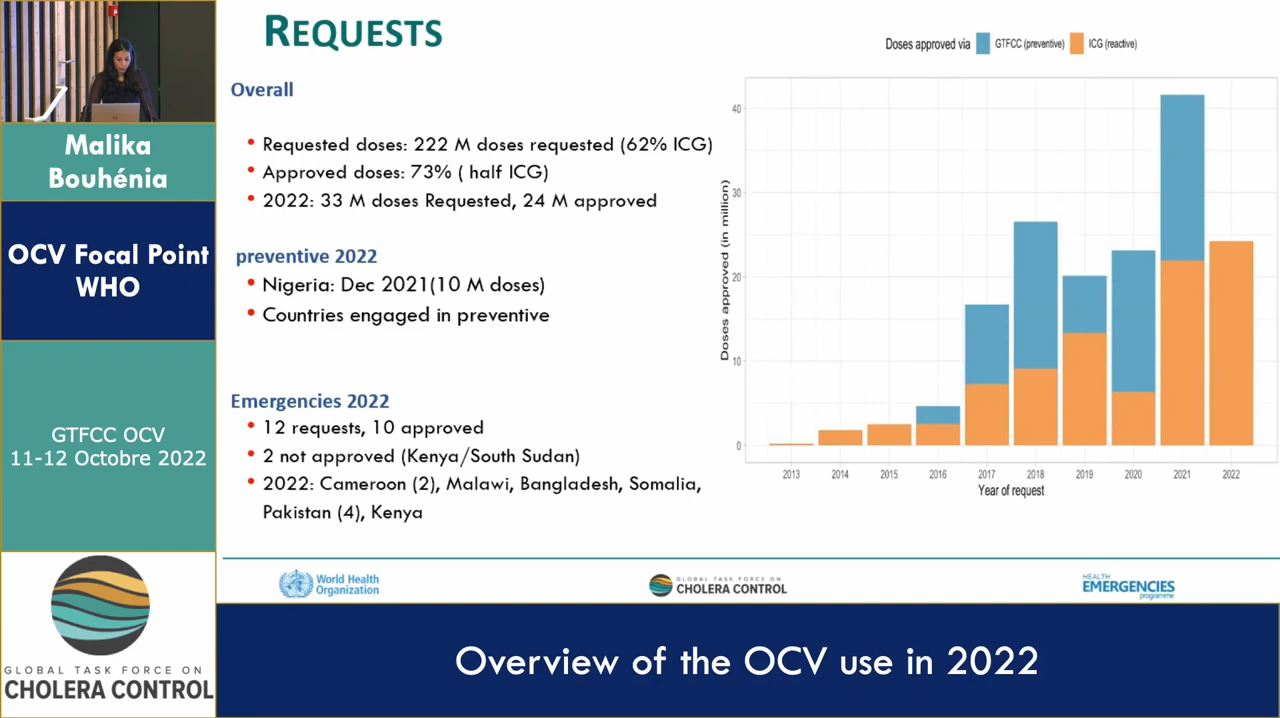 REQUESTS
Overall
• Requested doses: 222 M doses requested (62% ICG)
• Approved doses: 73% ( half ICG)
• 2022: 33 M doses Requested, 24 M approved
preventive 2022
• Nigeria: Dec 2021(10 M doses)
• Countries engaged in preventive
Emergencies 2022
• 12 requests, 10 approved
• 2 not approved (Kenya/South Sudan)
• 2022: Cameroon (2), Malawi, Bangladesh, Somalia,
Pakistan (4), Kenya
Doses approved via GTFCC (preventive) ICG (reactive)
Doses approved (in million)
40
30
20
10
0
2013 2014 2015 2016 2017 2018 2019 2020 2021 2022
Year of request
Malika
Bouhénia
OCV Focal Point
WHO
GTFCC OCV
11-12 Octobre 2022
GLOBAL TASK FORCE ON
CHOLERA CONTROL
World Health
Organization
GLOBAL TASK FORCE ON
CHOLERA CONTROL
HEALTH
EMERGENCIES
programme
Overview of the OCV use in 2022